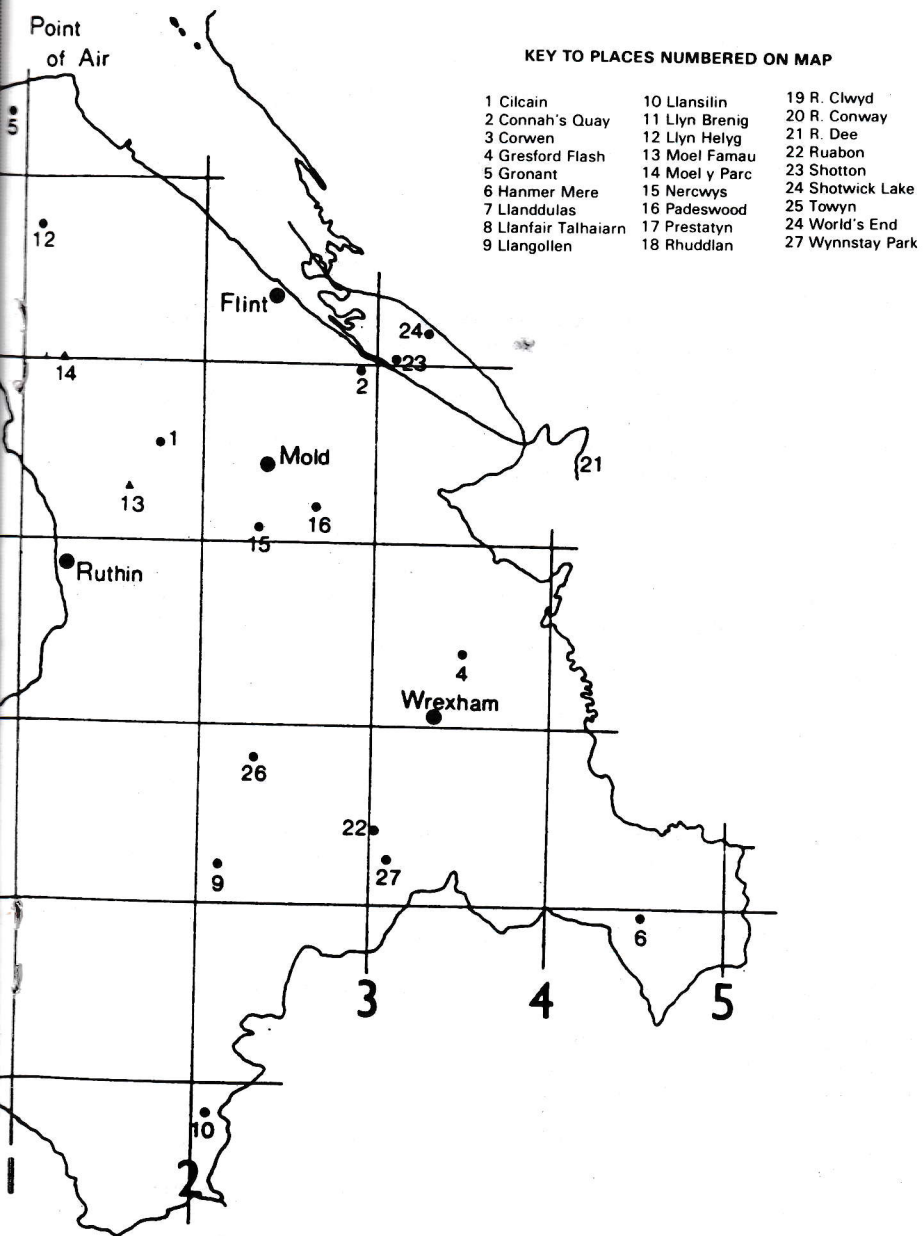 Point
of Air
KEY TO PLACES NUMBERED ON MAP
1 Cilcain
2 Connah's Quay
3 Corwen
4 Gresford Flash
5 Gronant
6 Hanmer Mere
7 Llanddulas
8 Llanfair Talhaiarn
9 Llangollen
10 Llansilin
11 Llyn Brenig
12 Llyn Helyg
13 Moel Famau
14 Moel y Parc
15 Nercwys
16 Padeswood
17 Prestatyn
18 Rhuddlan
19 R. Clwyd
20 R. Conway
21 R. Dee
22 Ruabon
23 Shotton
24 Shotwick Lake
25 Towyn
24 World's End
27 Wynnstay Park
5
12
Flint
24
14
2
23
1
Mold
21
13
16
15
Ruthin
4
Wrexham
26
22
9
27
6
3
4
5
10
1
2